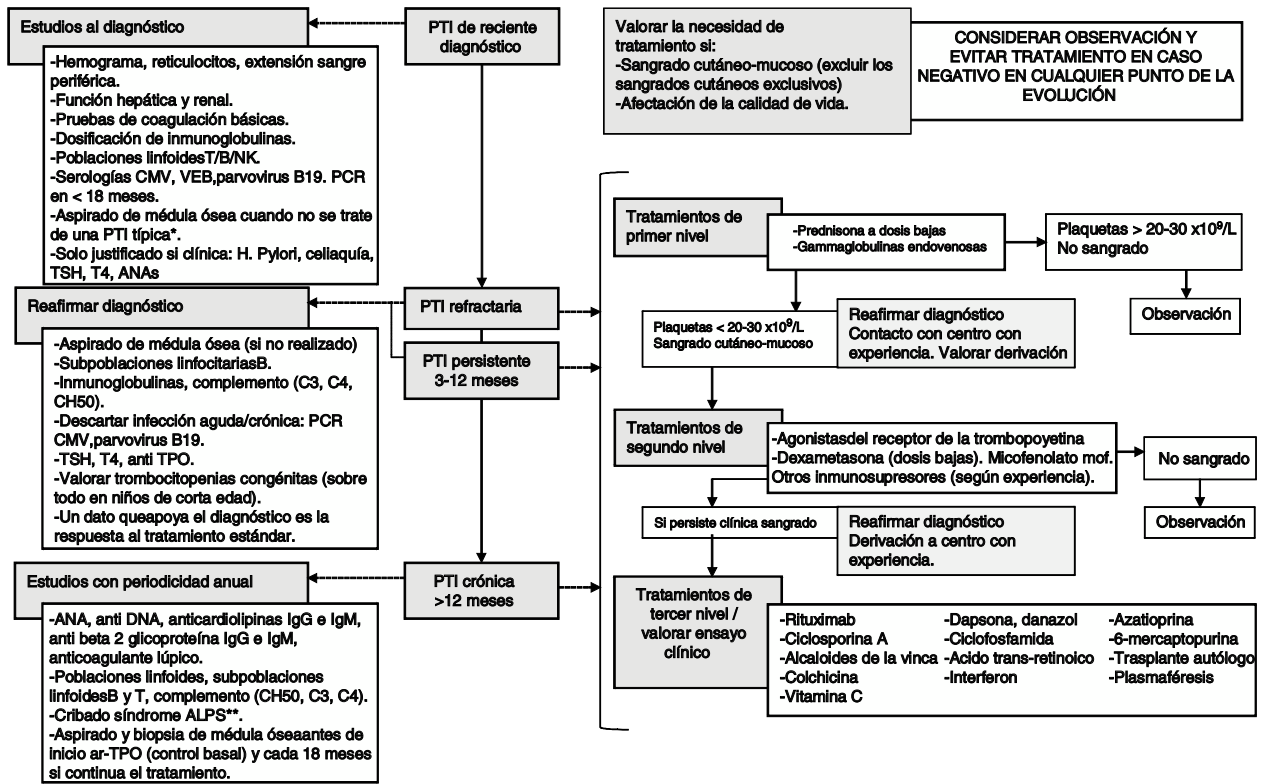 Estudios al diagnóstico
-Hemograma, reticulocitos, extensión sangre
periférica.
-Función hepática y renal.
-Pruebas de coagulación básicas.
-Dosificación de inmunoglobulinas.
-Poblaciones linfoidesT/B/NK.
-Serologías CMV, VEB,parvovirus B19. PCR
en < 18 meses.
-Aspirado de médula ósea cuando no se trate
de una PTI típica*.
-Solo justificado si clínica: H. Pylori, celiaquía,
TSH, T4, ANAs
Reafirmar diagnóstico
-Aspirado de médula ósea (si no realizado)
-Subpoblaciones linfocitariasB.
-Inmunoglobulinas, complemento (C3, C4,
CH50).
-Descartar infección aguda/crónica: PCR
CMV,parvovirus B19.
-TSH, T4, anti TPO.
-Valorar trombocitopenias congénitas (sobre
todo en niños de corta edad).
-Un dato queapoya el diagnóstico es la
respuesta al tratamiento estándar.
Estudios con periodicidad anual
-ANA, anti DNA, anticardiolipinas IgG e IgM,
anti beta 2 glicoproteína IgG e IgM,
anticoagulante lúpico.
-Poblaciones linfoides, subpoblaciones
linfoidesB y T, complemento (CH50, C3, C4).
-Cribado síndrome ALPS**.
-Aspirado y biopsia de médula óseaantes de
inicio ar-TPO (control basal) y cada 18 meses
si continua el tratamiento.
PTI de reciente
diagnóstico
PTI refractaria
PTI persistente
3-12 meses
PTI crónica
>12 meses
Valorar la necesidad de
tratamiento si:
-Sangrado cutáneo-mucoso (excluir los
sangrados cutáneos exclusivos)
-Afectación de la calidad de vida.
CONSIDERAR OBSERVACIÓN Y
EVITAR TRATAMIENTO EN CASO
NEGATIVO EN CUALQUIER PUNTO DE LA
EVOLUCIÓN
Tratamientos de
primer nivel
-Prednisona a dosis bajas
-Gammaglobulinas endovenosas
Plaquetas > 20-30 x10⁹/L
No sangrado
Observación
Plaquetas < 20-30 x10⁹/L
Sangrado cutáneo-mucoso
Reafirmar diagnóstico
Contacto con centro con
experiencia. Valorar derivación
Tratamientos de
segundo nivel
-Agonistasdel receptor de la trombopoyetina
-Dexametasona (dosis bajas). Micofenolato mof.
Otros inmunosupresores (según experiencia).
No sangrado
Observación
Si persiste clínica sangrado
Reafirmar diagnóstico
Derivación a centro con
experiencia.
Tratamientos de
tercer nivel /
valorar ensayo
clínico
-Rituximab
-Ciclosporina A
-Alcaloides de la vinca
-Colchicina
-Vitamina C
-Dapsona, danazol
-Ciclofosfamida
-Acido trans-retinoico
-Interferon
-Azatioprina
-6-mercaptopurina
-Trasplante autólogo
-Plasmaféresis